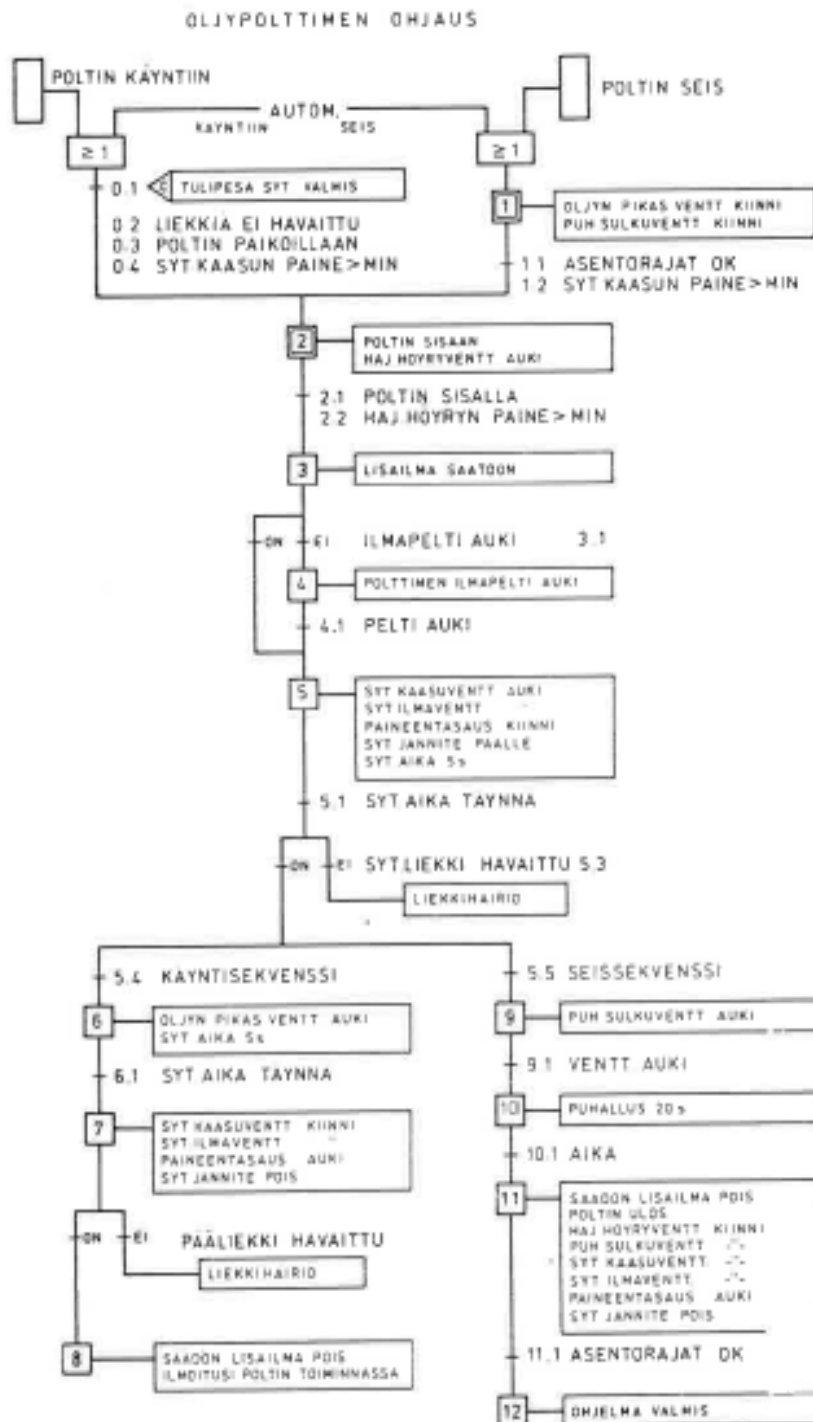 OLJYPOLTTIMEN OHJAUS
POLTIN KÄYNTIIN
POLTIN SEIS
AUTOM.
KAYNTIIN SEIS
≥1
≥1
0.1 C TULIPESA SYT VALMIS
0.2 LIEKKIA EI HAVAITTU
0.3 POLTIN PAIKOILLAAN
0.4 SYT.KAASUN PAINE>MIN
1
OLJYN PIKAS VENTT KIINNI
PUH SULKUVENTT KIINNI
1.1 ASENTORAJAT OK
1.2 SYT.KAASUN PAINE>MIN
2
POLTIN SISAAN
HAJ.HOYRYVENTT AUKI
2.1 POLTIN SISALLA
2.2 HAJ.HOYRYN PAINE>MIN
3
LISAILMA SAATOON
ON EI ILMAPELTI AUKI 3.1
4
POLTTIMEN ILMAPELTI AUKI
4.1 PELTI AUKI
5
SYT KAASUVENTT AUKI
SYT ILMAVENTT -"-
PAINEENTASAUS KIINNI
SYT JANNITE PAALLE
SYT AIKA 5s
5.1 SYT.AIKA TAYNNA
ON EI SYT.LIEKKI HAVAITTU 5.3
LIEKKIHAIRIO
5.4 KAYNTISEKVENSSI
6
OLJYN PIKAS VENTT AUKI
SYT AIKA 5s
6.1 SYT AIKA TAYNNA
7
SYT KAASUVENTT KIINNI
SYT ILMAVENTT -"-
PAINEENTASAUS AUKI
SYT JANNITE POIS
ON EI PÄÄLIEKKI HAVAITTU
LIEKKIHAIRIO
8
SAADON LISAILMA POIS
ILMOITUSI POLTIN TOIMINNASSA
5.5 SEISSEKVENSSI
9
PUH SULKUVENTT AUKI
9.1 VENTT AUKI
10
PUHALLUS 20s
10.1 AIKA
11
SAADON LISAILMA POIS
POLTIN ULOS
HAJ HOYRYVENTT KIINNI
PUH SULKUVENTT -"-
SYT KAASUVENTT -"-
SYT ILMAVENTT -"-
PAINEENTASAUS AUKI
SYT JANNITE POIS
11.1 ASENTORAJAT OK
12
OHJELMA VALMIS